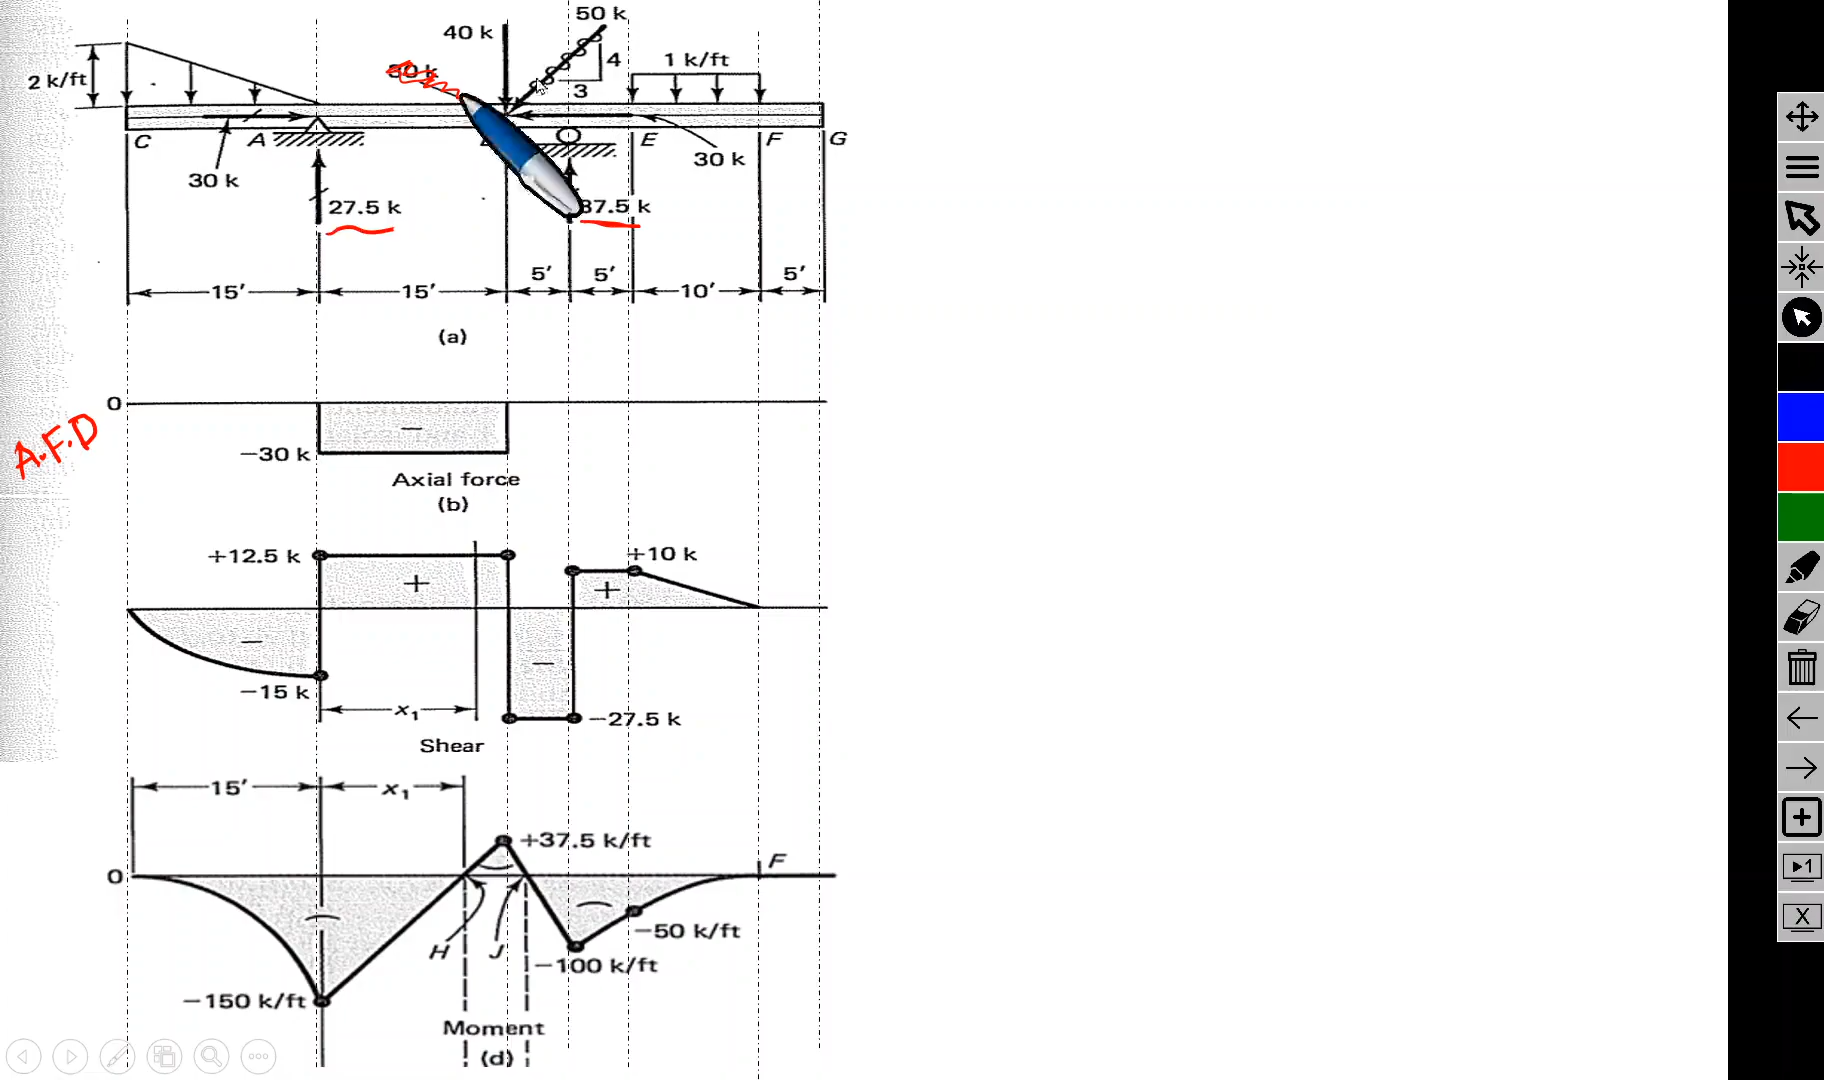 50 k
40 k
30 k
4
1 k/ft
2 k/ft
3
C
A
E
F
G
30 k
30 k
27.5 k
37.5 k
5′
5′
5′
15′
15′
10′
(a)
0
A.F.D
−
−30 k
Axial force
(b)
+12.5 k
+10 k
+
+
−
−
−15 k
x₁
−27.5 k
Shear
15′
x₁
+37.5 k/ft
F
0
−50 k/ft
H
J
−100 k/ft
−150 k/ft
Moment
(d)
▸1
X